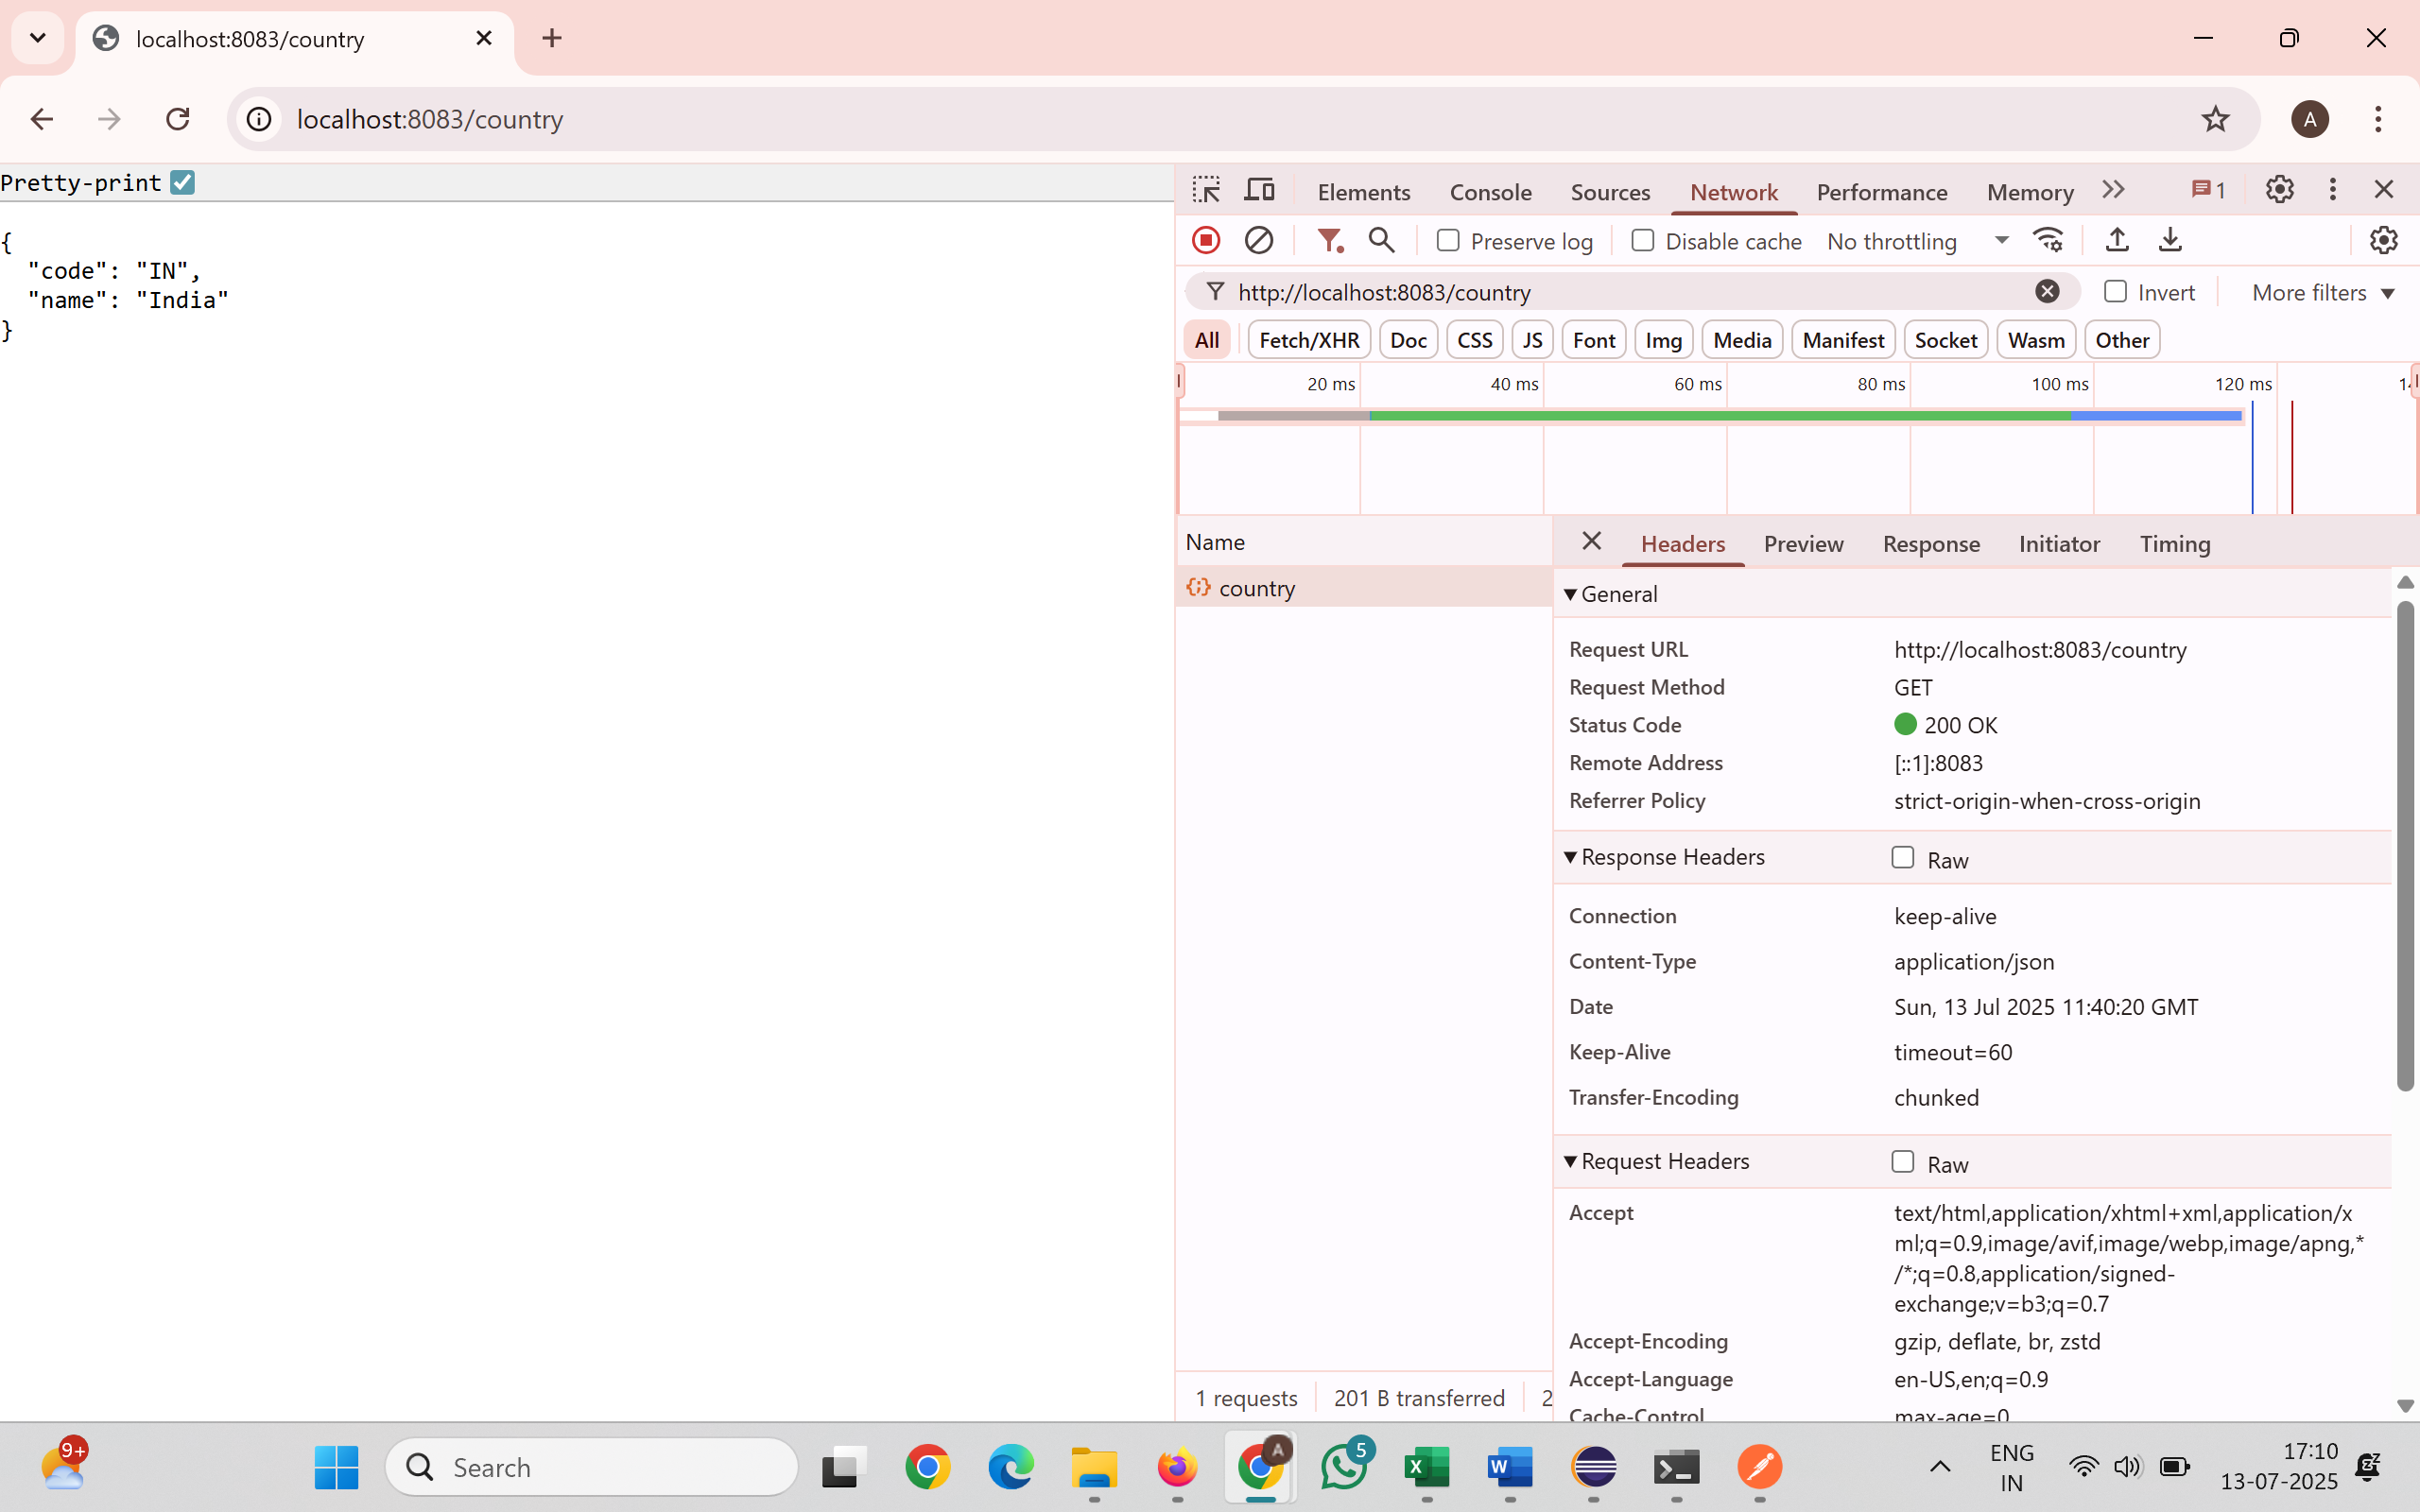 localhost:8083/country
localhost:8083/country
A
Pretty-print
{
"code": "IN",
"name": "India"
}
Elements Console Sources Network Performance Memory 1
Preserve log Disable cache No throttling
http://localhost:8083/country Invert More filters
All Fetch/XHR Doc CSS JS Font Img Media Manifest Socket Wasm Other
20 ms 40 ms 60 ms 80 ms 100 ms 120 ms
Name
country
Headers Preview Response Initiator Timing
General
Request URL http://localhost:8083/country
Request Method GET
Status Code 200 OK
Remote Address [::1]:8083
Referrer Policy strict-origin-when-cross-origin
Response Headers Raw
Connection keep-alive
Content-Type application/json
Date Sun, 13 Jul 2025 11:40:20 GMT
Keep-Alive timeout=60
Transfer-Encoding chunked
Request Headers Raw
Accept text/html,application/xhtml+xml,application/x
ml;q=0.9,image/avif,image/webp,image/apng,*
/*;q=0.8,application/signed-
exchange;v=b3;q=0.7
Accept-Encoding gzip, deflate, br, zstd
Accept-Language en-US,en;q=0.9
Cache-Control max-age=0
1 requests 201 B transferred
9+
Search
A
5
ENG
IN
17:10
13-07-2025